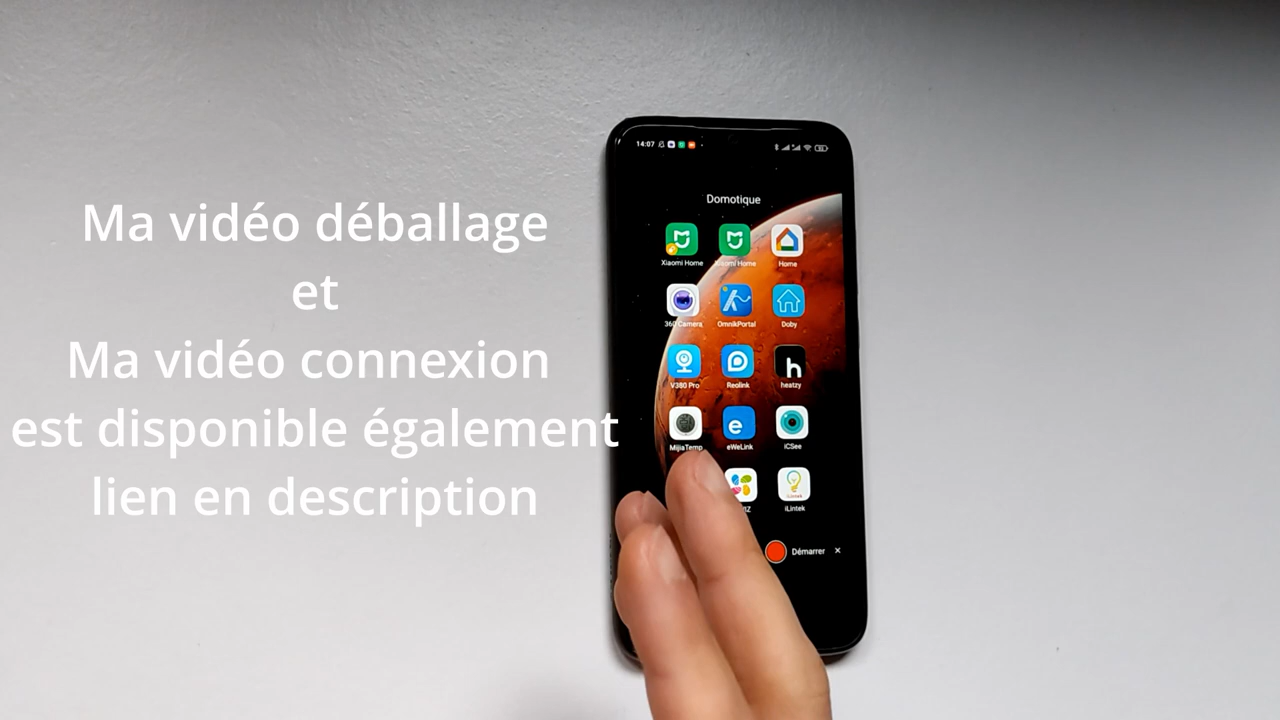 Ma vidéo déballage
et
Ma vidéo connexion
est disponible également
lien en description
14:07
Domotique
Xiaomi Home
Xiaomi Home
Home
360 Camera
OmnikPortal
Doby
V380 Pro
Reolink
heatzy
MijiaTemp
eWeLink
iCSee
iLintek
Démarrer